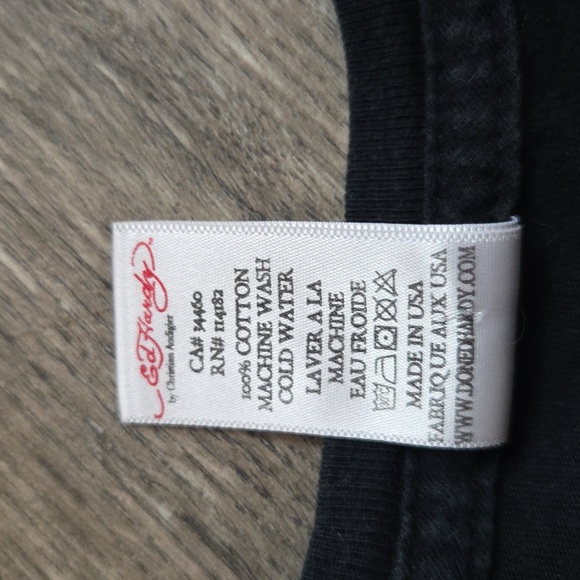 Ed Hardy
by Christian Audigier
CA# 14460
RN# 114182
100% COTTON
MACHINE WASH
COLD WATER
LAVER A LA
MACHINE
EAU FROIDE
MADE IN USA
FABRIQUE AUX USA
WWW.DONEDHARDY.COM